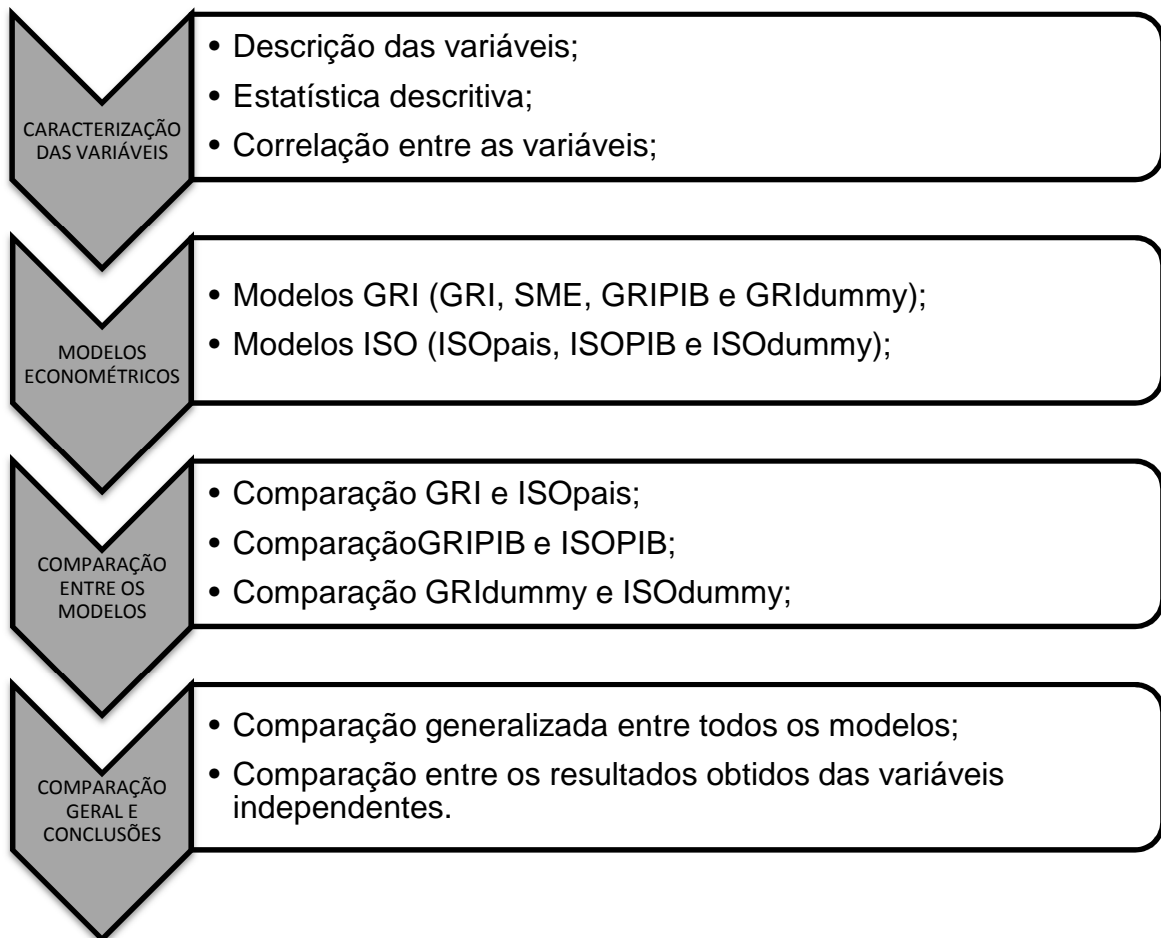 CARACTERIZAÇÃO
DAS VARIÁVEIS
• Descrição das variáveis;
• Estatística descritiva;
• Correlação entre as variáveis;
MODELOS
ECONOMÉTRICOS
• Modelos GRI (GRI, SME, GRIPIB e GRIdummy);
• Modelos ISO (ISOpais, ISOPIB e ISOdummy);
COMPARAÇÃO
ENTRE OS
MODELOS
• Comparação GRI e ISOpais;
• ComparaçãoGRIPIB e ISOPIB;
• Comparação GRIdummy e ISOdummy;
COMPARAÇÃO
GERAL E
CONCLUSÕES
• Comparação generalizada entre todos os modelos;
• Comparação entre os resultados obtidos das variáveis
independentes.